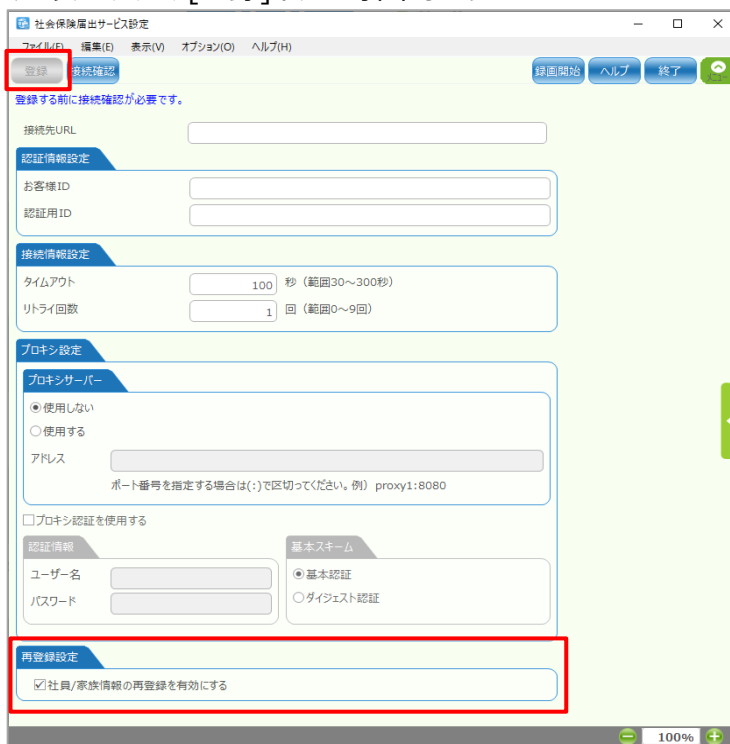 社会保険届出サービス設定
ファイル(F) 編集(E) 表示(V) オプション(O) ヘルプ(H)
登録 接続確認 録画開始 ヘルプ 終了 メニュー
登録する前に接続確認が必要です。
接続先URL
認証情報設定
お客様ID
認証用ID
接続情報設定
タイムアウト 100 秒（範囲30～300秒）
リトライ回数 1 回（範囲0～9回）
プロキシ設定
プロキシサーバー
使用しない
使用する
アドレス
ポート番号を指定する場合は(:)で区切ってください。例） proxy1:8080
プロキシ認証を使用する
認証情報 基本スキーム
ユーザー名 基本認証
パスワード ダイジェスト認証
再登録設定
社員/家族情報の再登録を有効にする
100%